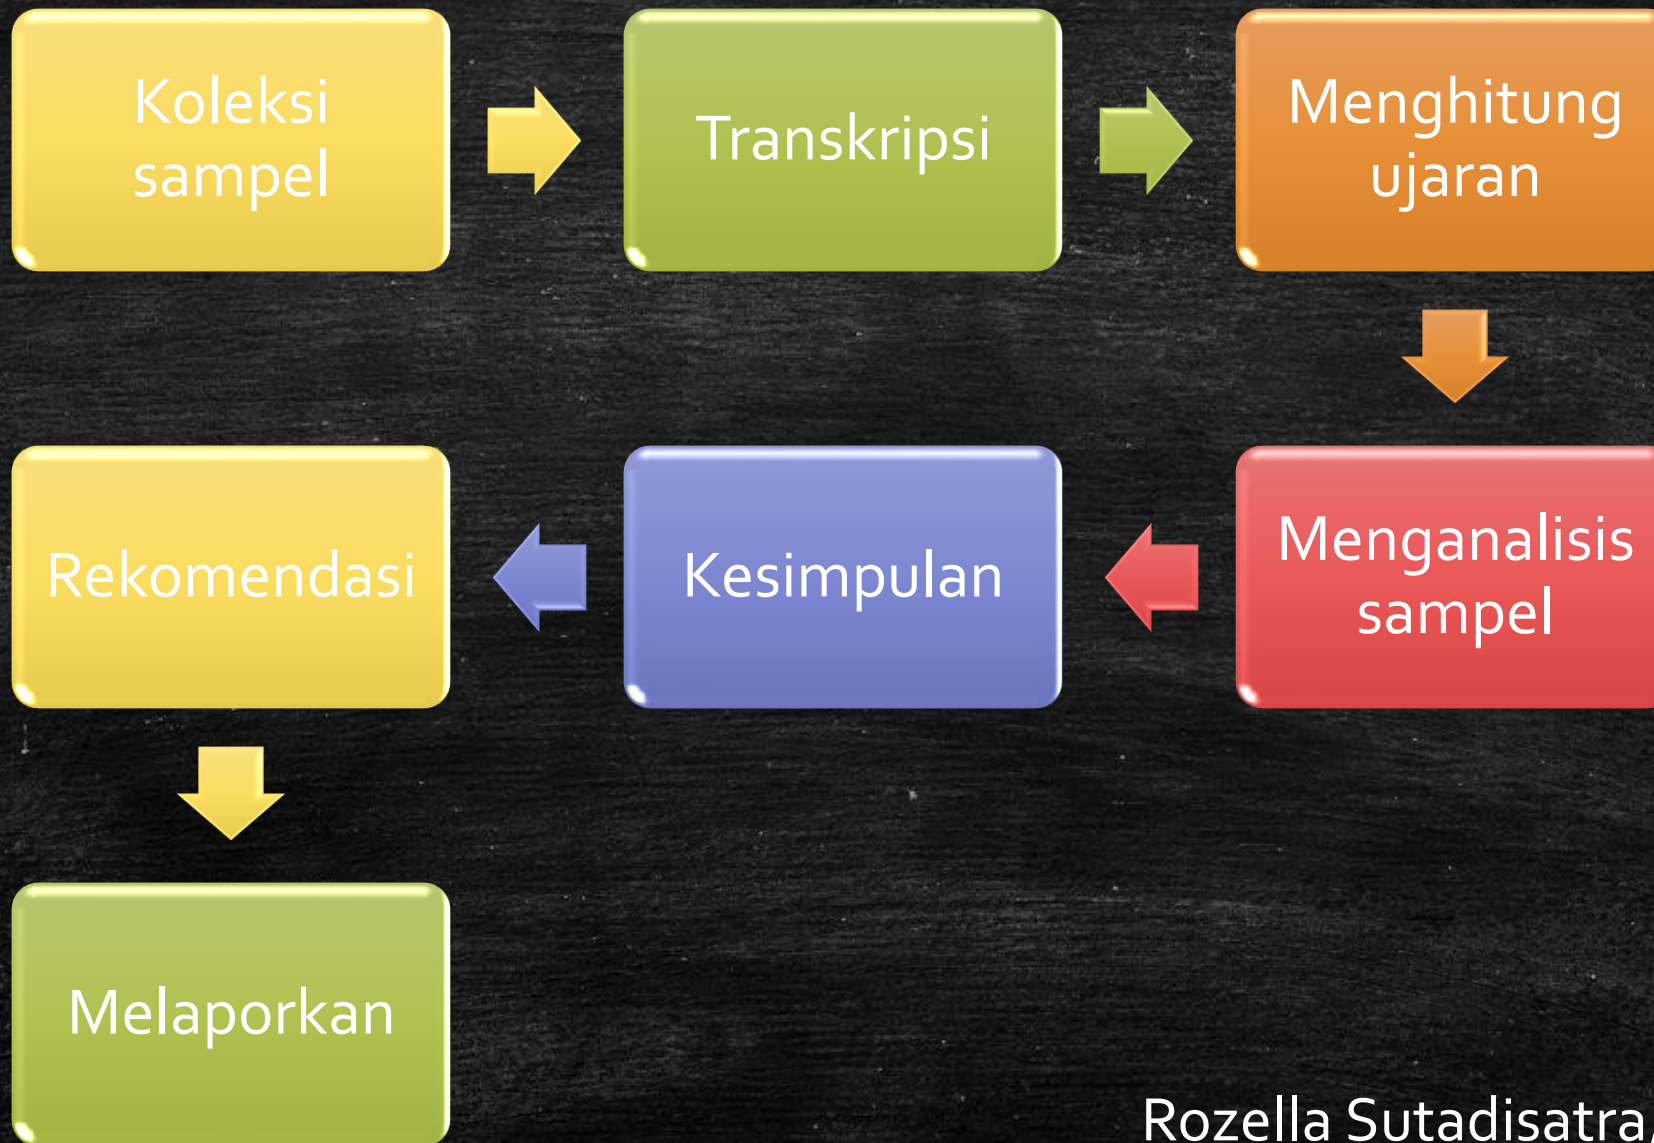 Koleksi
sampel
Transkripsi
Menghitung
ujaran
Menganalisis
sampel
Kesimpulan
Rekomendasi
Melaporkan
Rozella Sutadisatra,